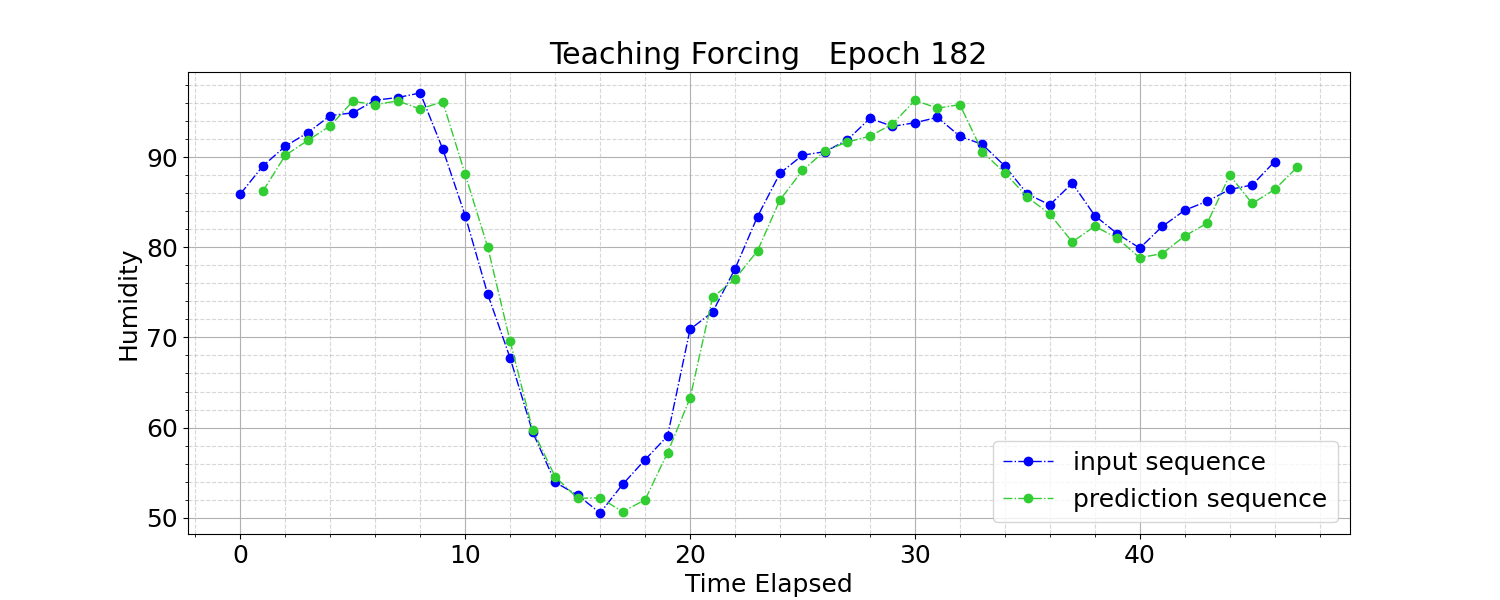 Teaching Forcing   Epoch 182
90
80
70
60
50
Humidity
0 10 20 30 40
Time Elapsed
input sequence
prediction sequence